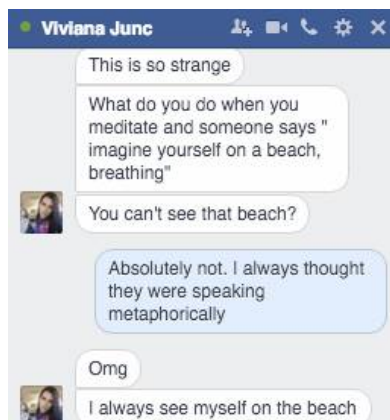 Viviana Junc
This is so strange
What do you do when you
meditate and someone says "
imagine yourself on a beach,
breathing"
You can't see that beach?
Absolutely not. I always thought
they were speaking
metaphorically
Omg
I always see myself on the beach